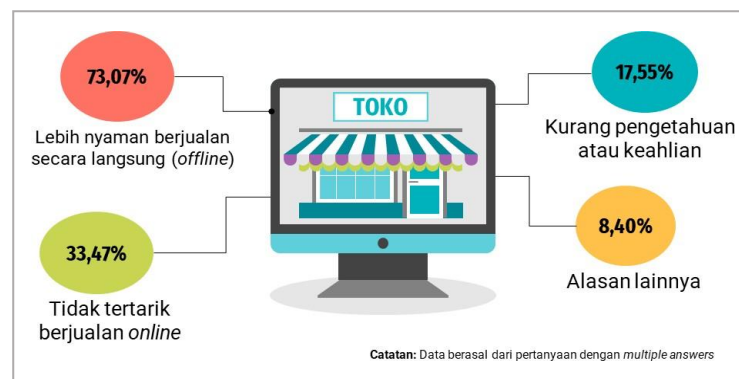 73,07%
Lebih nyaman berjualan
secara langsung (offline)
33,47%
Tidak tertarik
berjualan online
TOKO
17,55%
Kurang pengetahuan
atau keahlian
8,40%
Alasan lainnya
Catatan: Data berasal dari pertanyaan dengan multiple answers